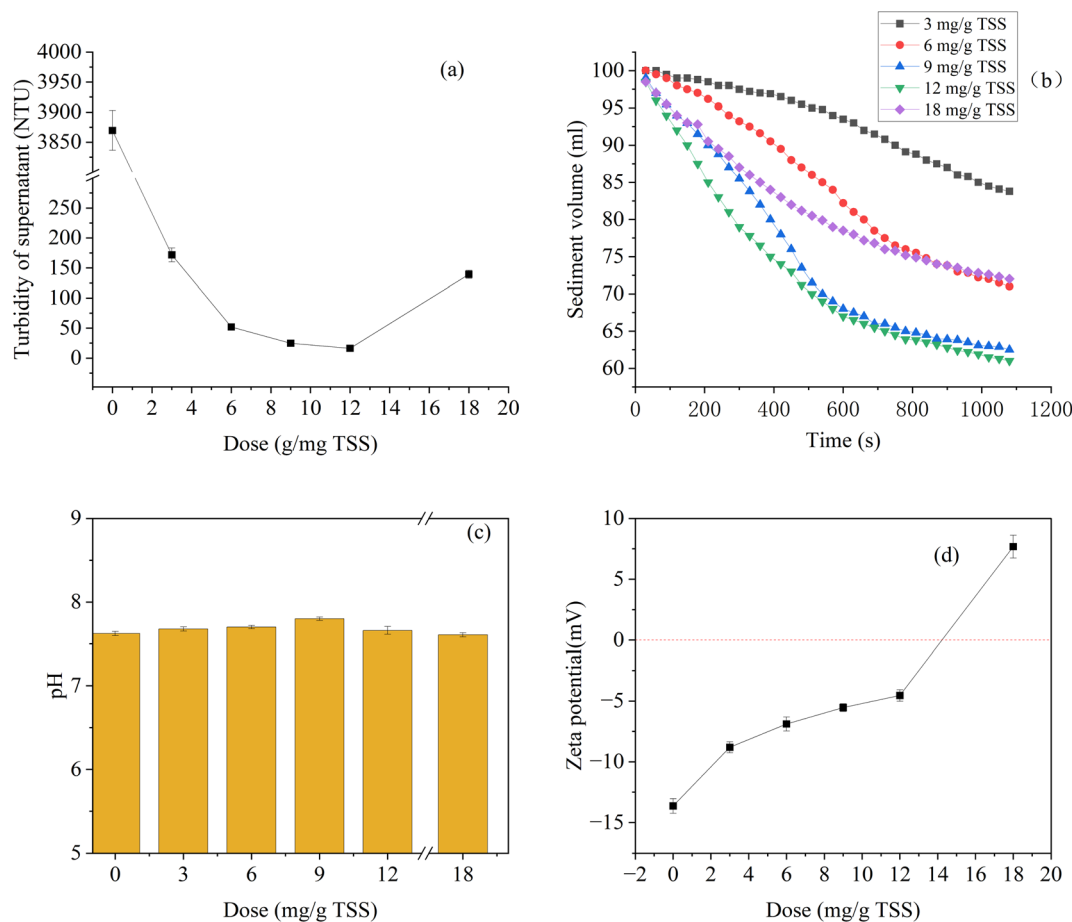 (a)
Turbidity of supernatant (NTU)
4000
3950
3900
3850
250
200
150
100
50
0
0 2 4 6 8 10 12 14 16 18 20
Dose (g/mg TSS)
3 mg/g TSS
6 mg/g TSS
9 mg/g TSS
12 mg/g TSS
18 mg/g TSS
(b)
Sediment volume (ml)
100
95
90
85
80
75
70
65
60
0 200 400 600 800 1000 1200
Time (s)
(c)
pH
9
8
7
6
5
0 3 6 9 12 18
Dose (mg/g TSS)
(d)
Zeta potential(mV)
10
5
0
−5
−10
−15
−2 0 2 4 6 8 10 12 14 16 18 20
Dose (mg/g TSS)